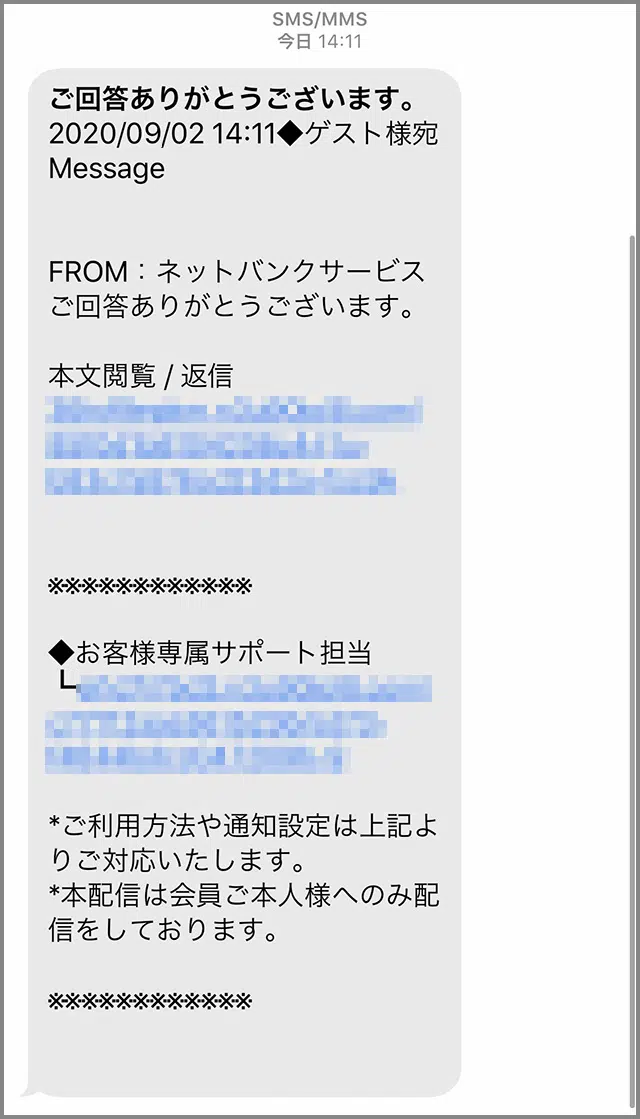 SMS/MMS
今日 14:11
ご回答ありがとうございます。
2020/09/02 14:11◆ゲスト様宛
Message
FROM：ネットバンクサービス
ご回答ありがとうございます。
本文閲覧 / 返信
※※※※※※※※※※※※
◆お客様専属サポート担当
┗
*ご利用方法や通知設定は上記よ
りご対応いたします。
*本配信は会員ご本人様へのみ配
信をしております。
※※※※※※※※※※※※